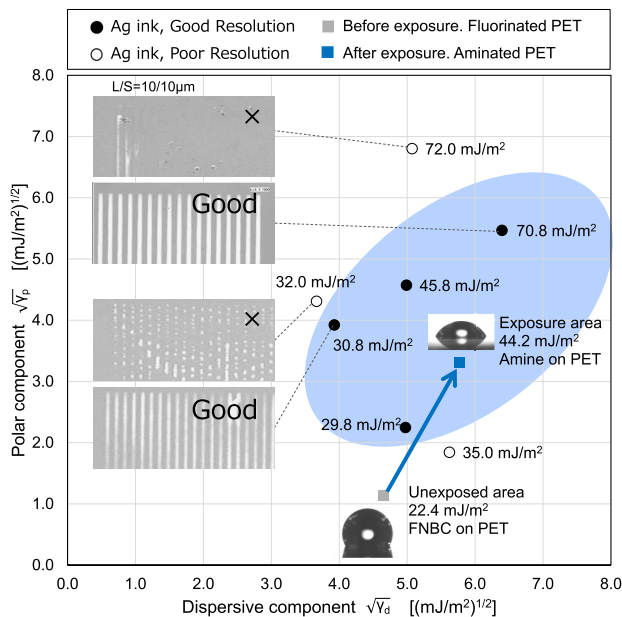 Ag ink, Good Resolution
Before exposure. Fluorinated PET
Ag ink, Poor Resolution
After exposure. Aminated PET
8.0
7.0
6.0
5.0
4.0
3.0
2.0
1.0
0.0
Polar component √γp [(mJ/m²)1/2]
L/S=10/10μm
×
72.0 mJ/m²
Good
70.8 mJ/m²
32.0 mJ/m²
45.8 mJ/m²
×
30.8 mJ/m²
Exposure area
44.2 mJ/m²
Amine on PET
Good
29.8 mJ/m²
35.0 mJ/m²
Unexposed area
22.4 mJ/m²
FNBC on PET
0.0 1.0 2.0 3.0 4.0 5.0 6.0 7.0 8.0
Dispersive component √γd [(mJ/m²)1/2]